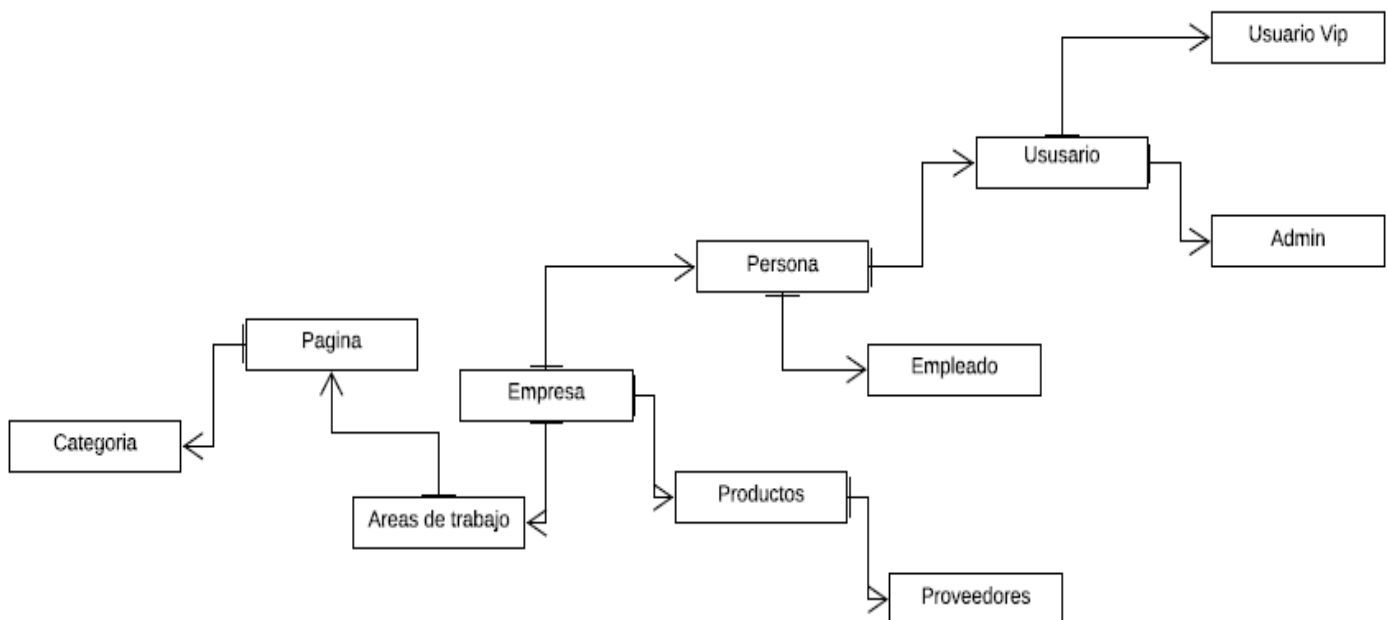 Usuario Vip
Ususario
Admin
Persona
Pagina
Empleado
Empresa
Categoria
Productos
Areas de trabajo
Proveedores